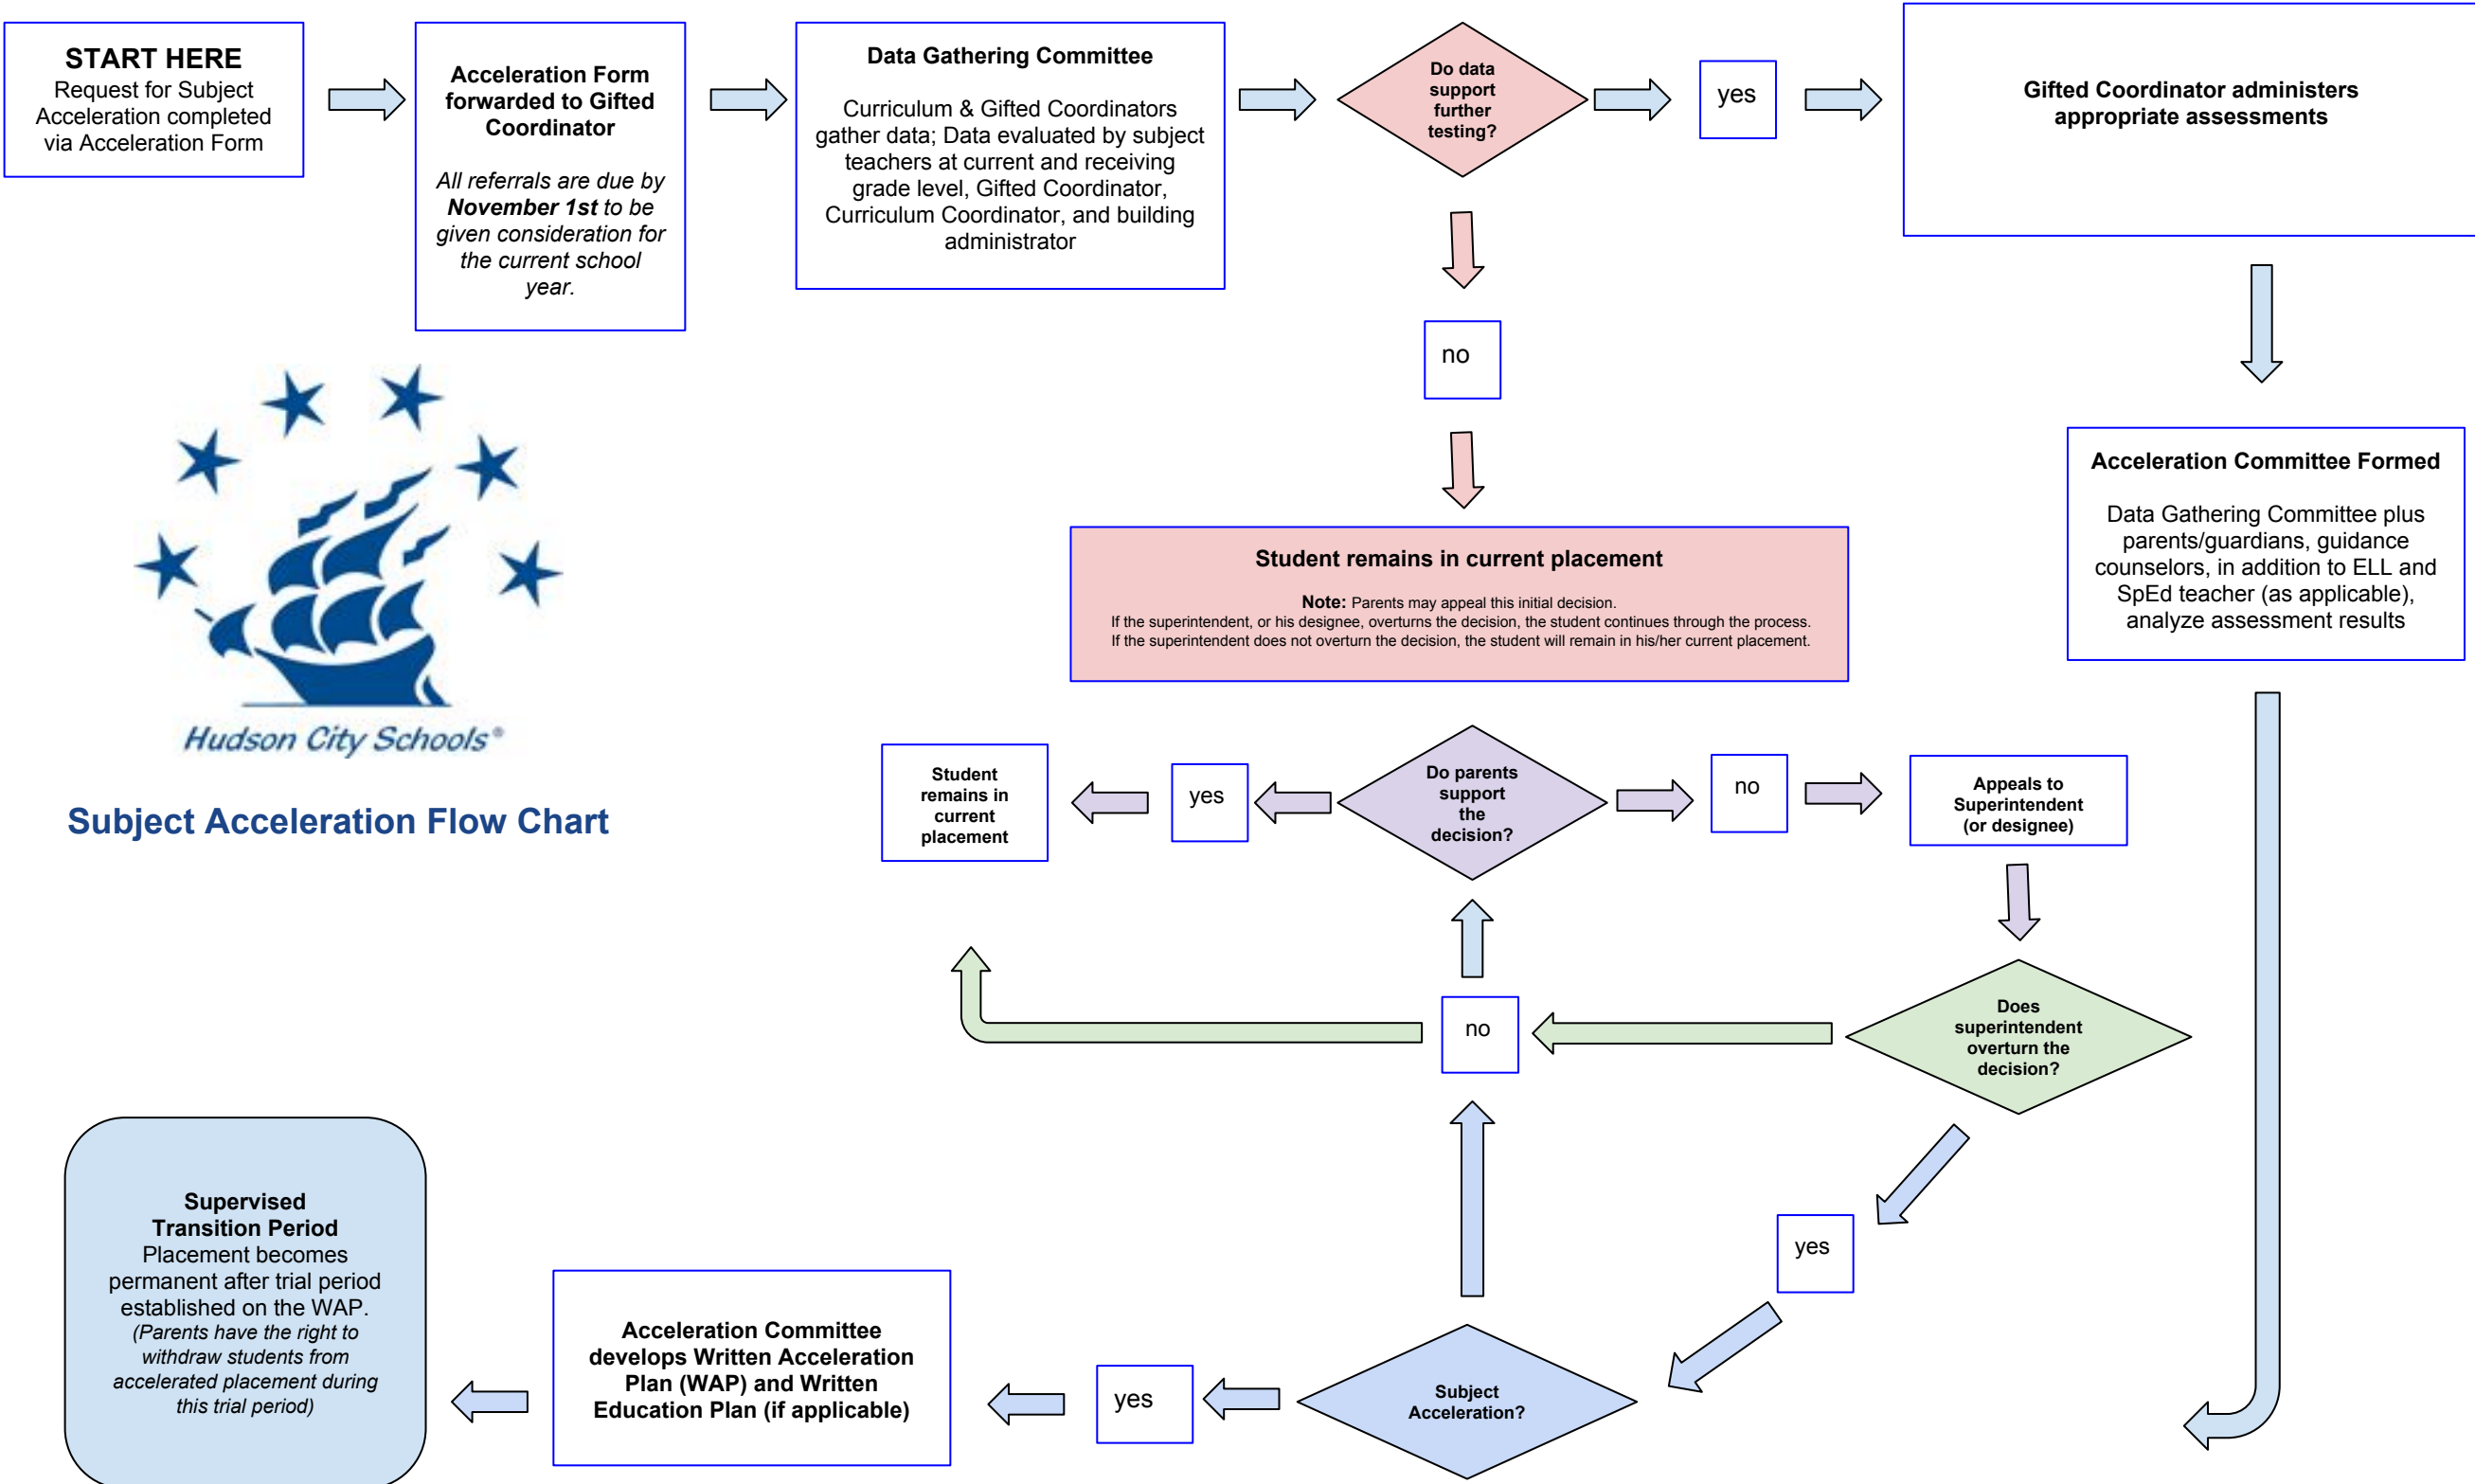 START HERE
Request for Subject
Acceleration completed
via Acceleration Form
Acceleration Form
forwarded to Gifted
Coordinator
All referrals are due by
November 1st to be
given consideration for
the current school
year.
Data Gathering Committee
Curriculum & Gifted Coordinators
gather data; Data evaluated by subject
teachers at current and receiving
grade level, Gifted Coordinator,
Curriculum Coordinator, and building
administrator
Do data
support
further
testing?
yes
Gifted Coordinator administers
appropriate assessments
no
Acceleration Committee Formed
Data Gathering Committee plus
parents/guardians, guidance
counselors, in addition to ELL and
SpEd teacher (as applicable),
analyze assessment results
Student remains in current placement
Note: Parents may appeal this initial decision.
If the superintendent, or his designee, overturns the decision, the student continues through the process.
If the superintendent does not overturn the decision, the student will remain in his/her current placement.
Hudson City Schools®
Subject Acceleration Flow Chart
Student
remains in
current
placement
yes
Do parents
support
the
decision?
no
Appeals to
Superintendent
(or designee)
no
Does
superintendent
overturn the
decision?
yes
Supervised
Transition Period
Placement becomes
permanent after trial period
established on the WAP.
(Parents have the right to
withdraw students from
accelerated placement during
this trial period)
Acceleration Committee
develops Written Acceleration
Plan (WAP) and Written
Education Plan (if applicable)
yes
Subject
Acceleration?